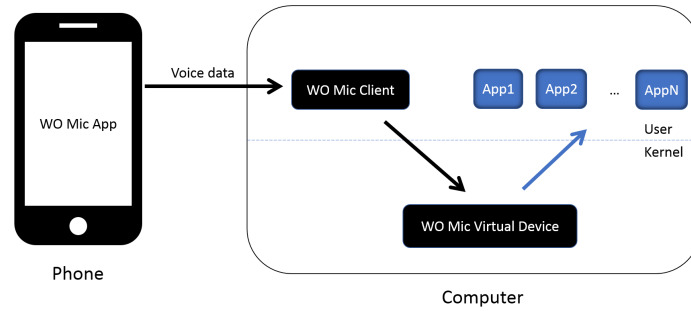 WO Mic App
Voice data
WO Mic Client
App1
App2
...
AppN
User
Kernel
WO Mic Virtual Device
Phone
Computer